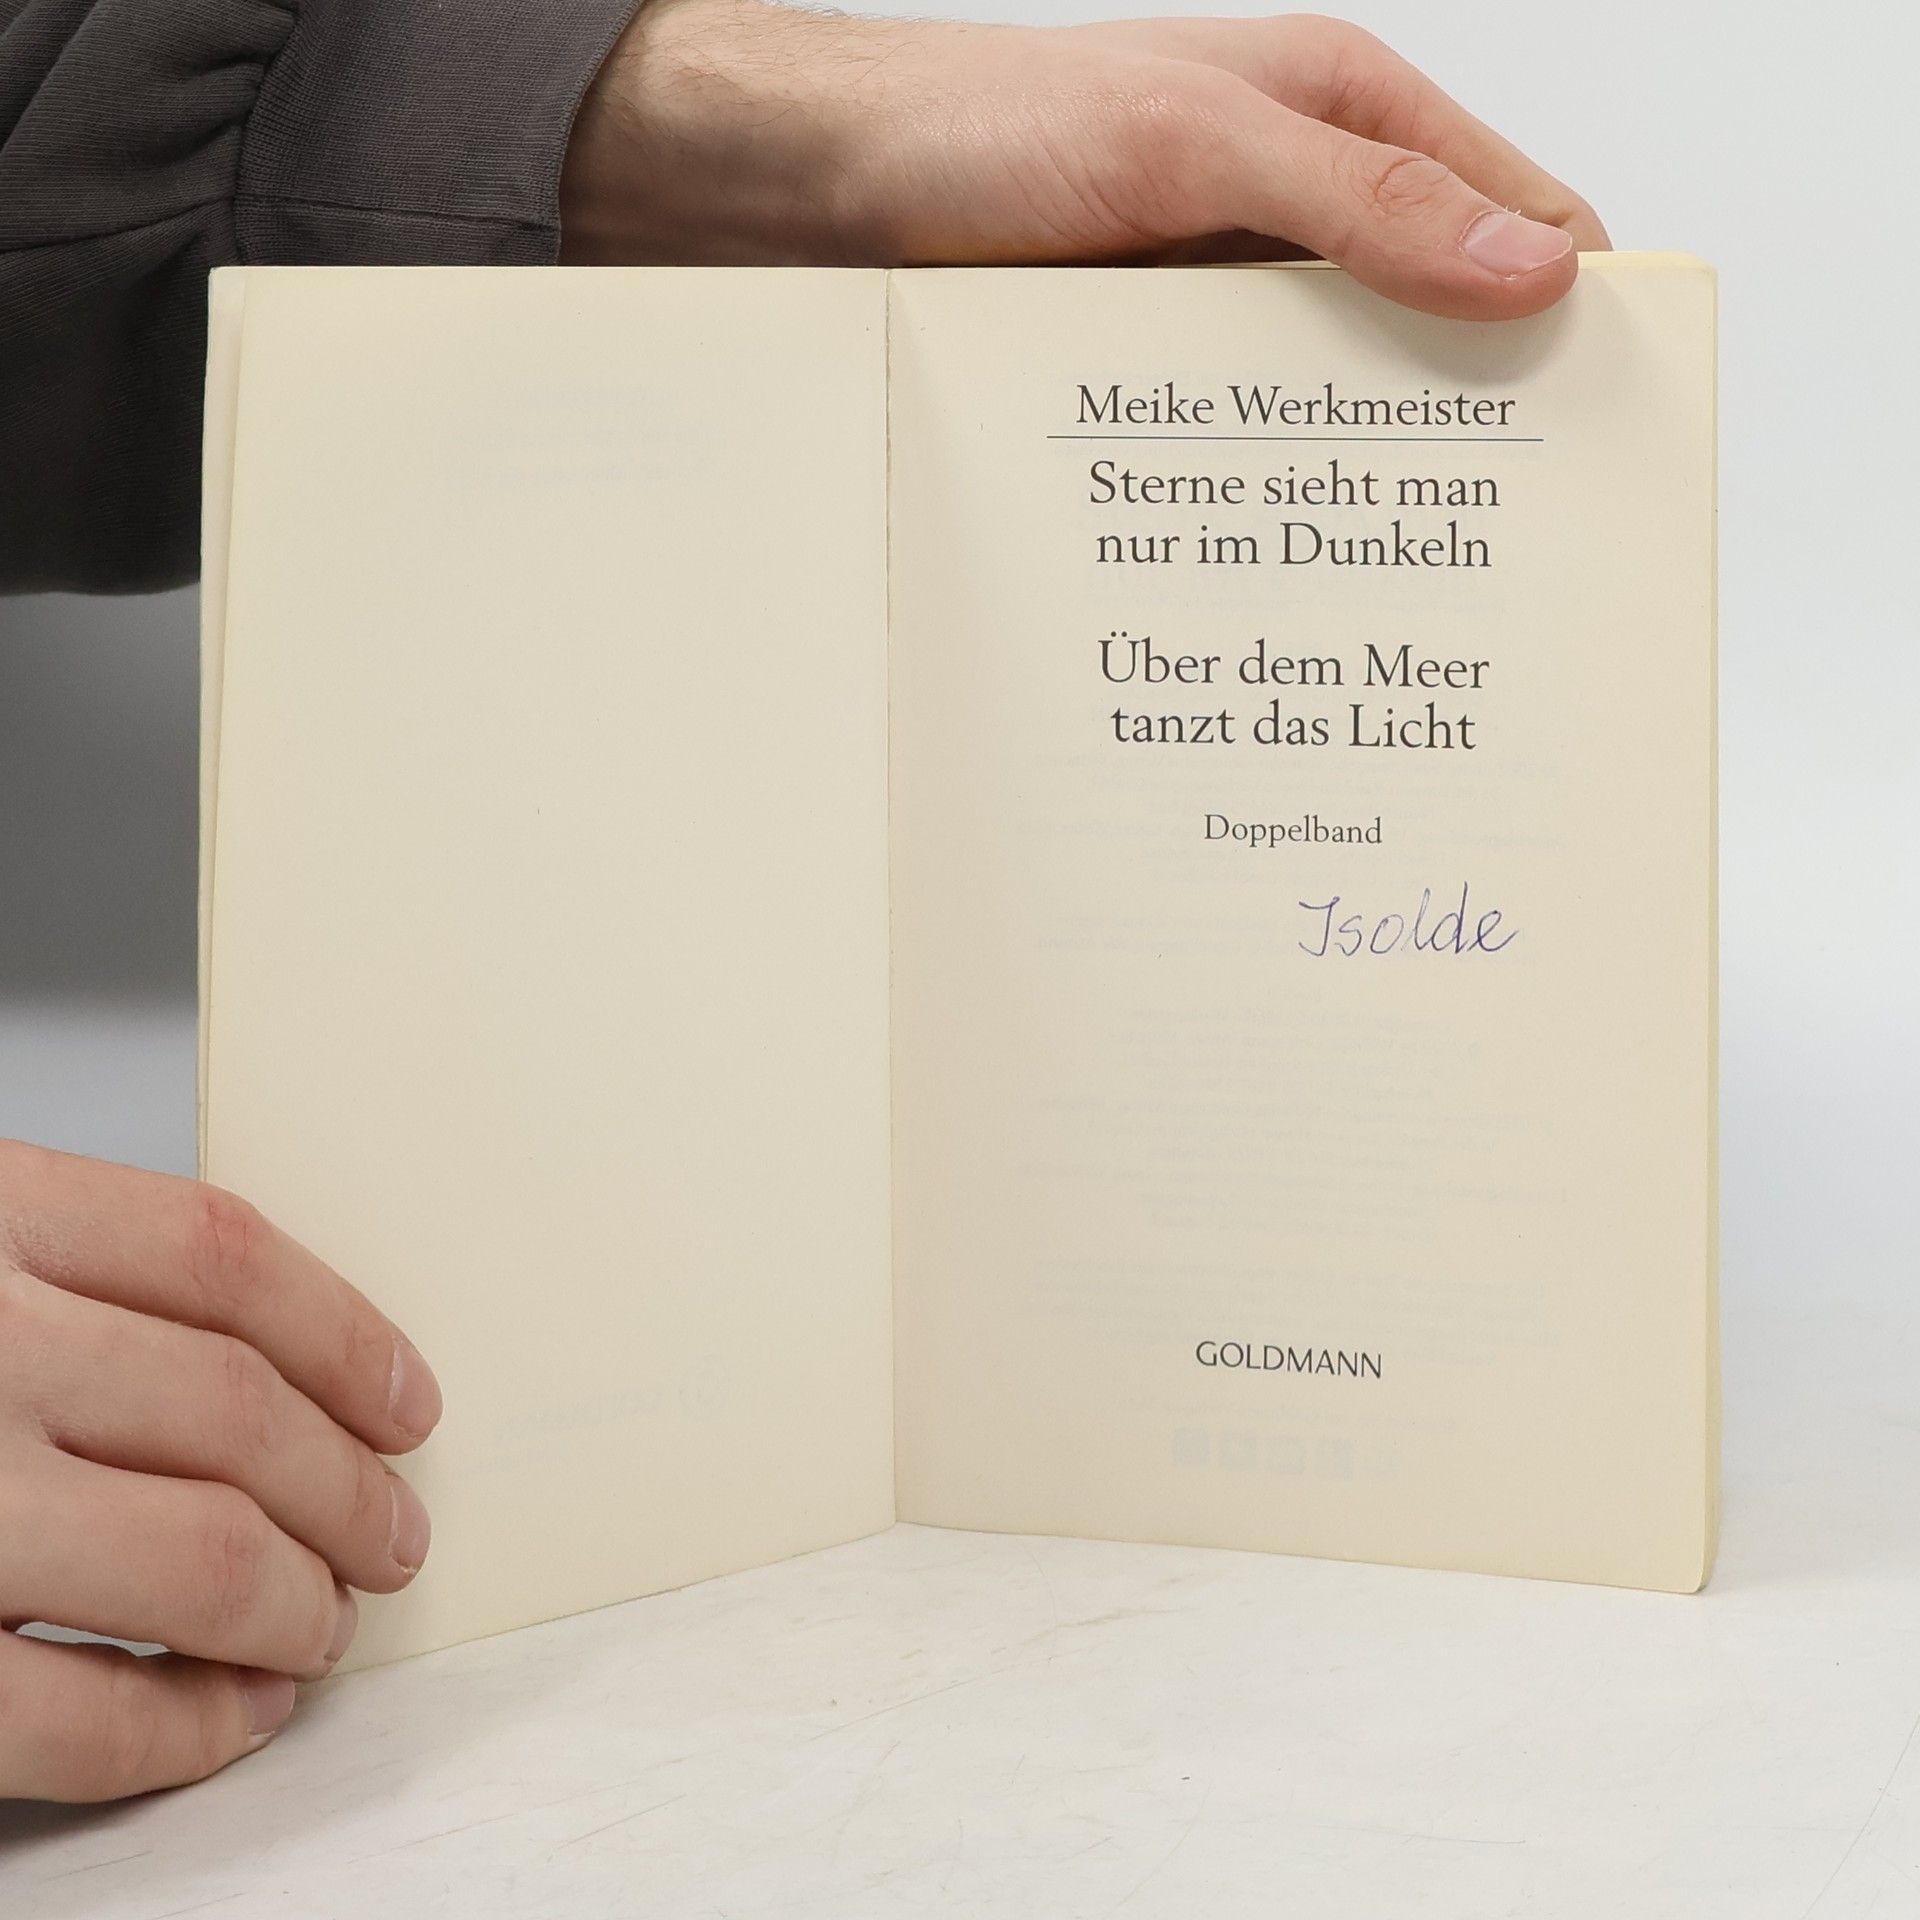 Meike Werkmeister
Sterne sieht man
nur im Dunkeln
Über dem Meer
tanzt das Licht
Doppelband
Isolde
GOLDMANN